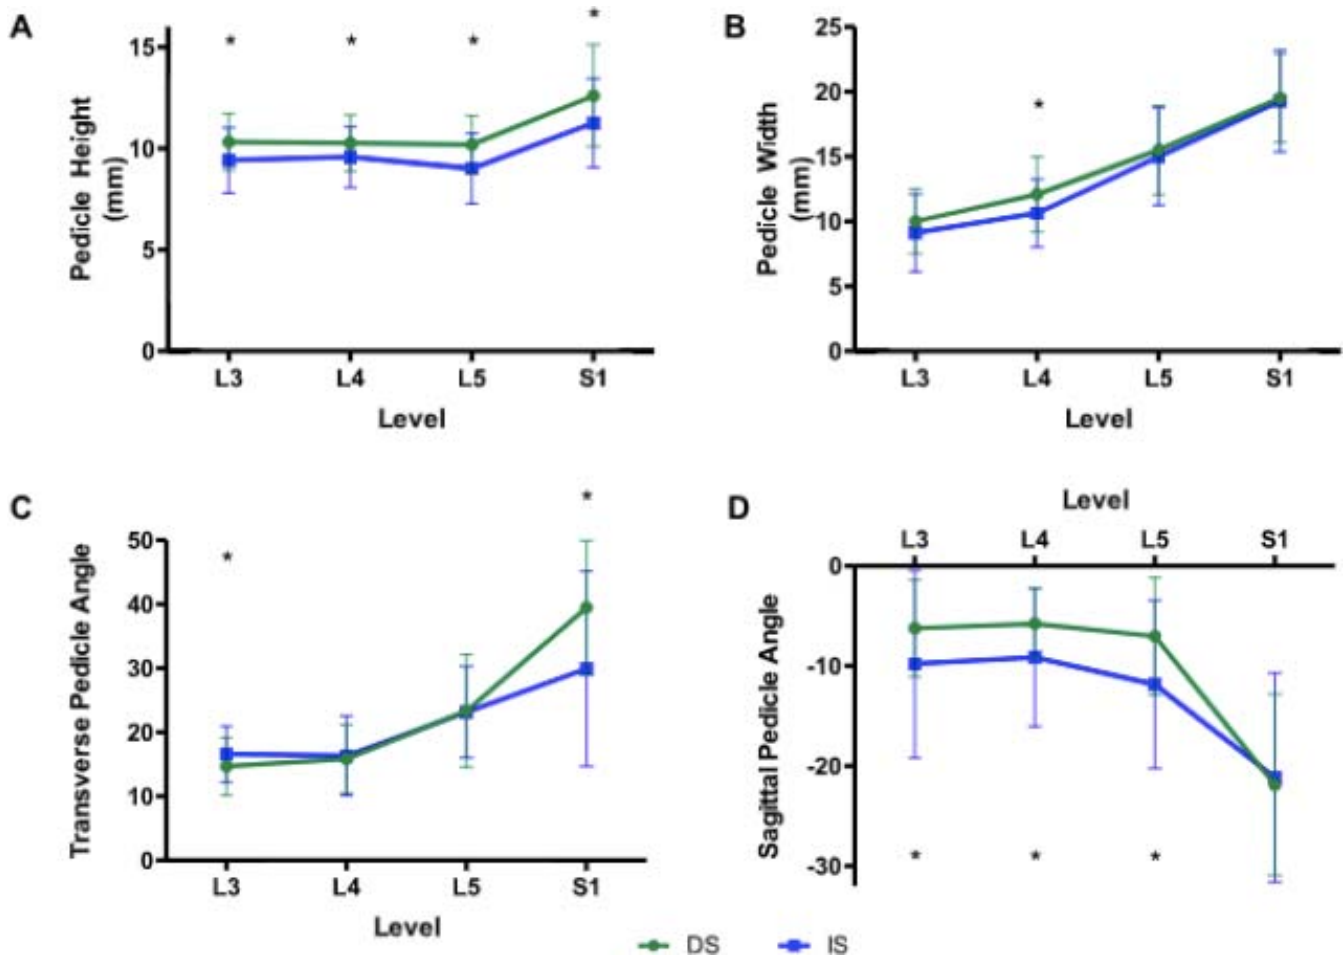 A
*
*
*
*
Pedicle Height
(mm)
15
10
5
0
L3 L4 L5 S1
Level
B
*
Pedicle Width
(mm)
25
20
15
10
5
0
L3 L4 L5 S1
Level
C
*
*
Transverse Pedicle Angle
50
40
30
20
10
0
L3 L4 L5 S1
Level
D
Level
L3 L4 L5 S1
Sagittal Pedicle Angle
0
-10
-20
-30
* * *
DS IS